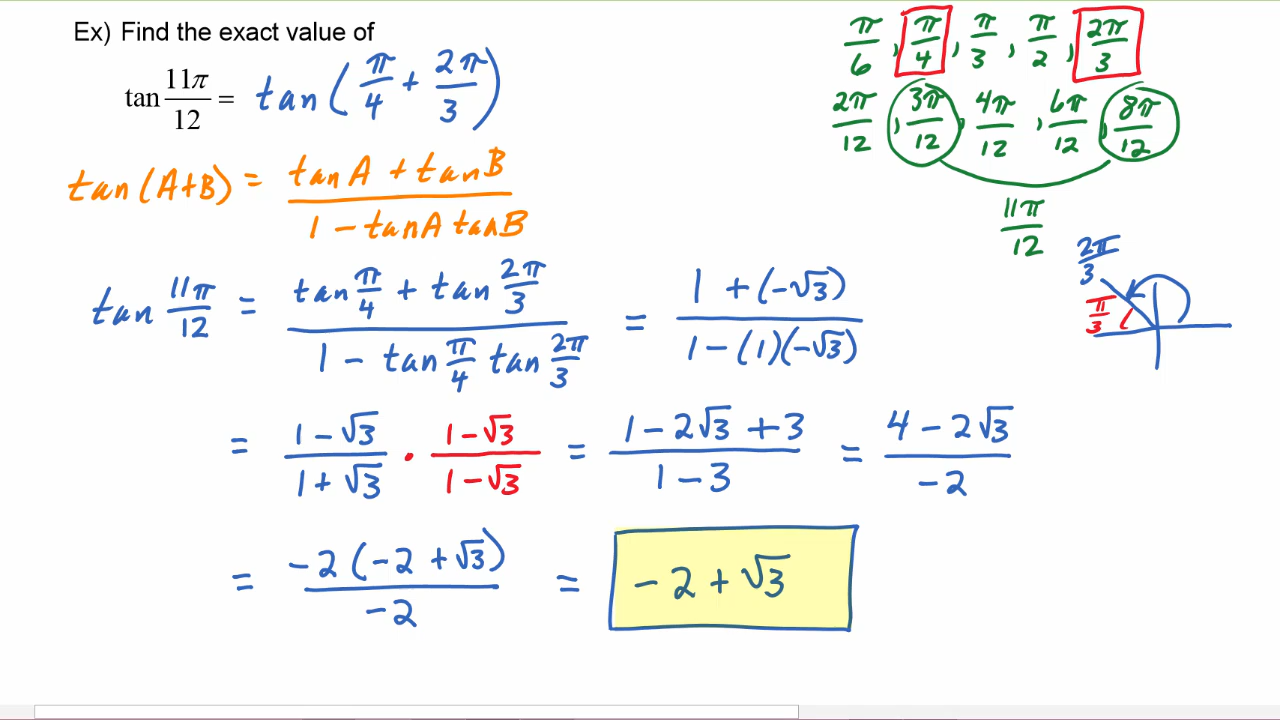 Ex) Find the exact value of
tan 11π/12 = tan(π/4 + 2π/3)
π/6, π/4, π/3, π/2, 2π/3
2π/12, 3π/12, 4π/12, 6π/12, 8π/12
11π/12
tan(A+B) = (tanA + tanB)/(1 - tanA tanB)
2π/3
π/3
tan 11π/12 = (tan π/4 + tan 2π/3)/(1 - tan π/4 tan 2π/3) = (1 + (-√3))/(1 - (1)(-√3))
= (1 - √3)/(1 + √3) · (1 - √3)/(1 - √3) = (1 - 2√3 + 3)/(1 - 3) = (4 - 2√3)/(-2)
= (-2(-2 + √3))/(-2) = -2 + √3